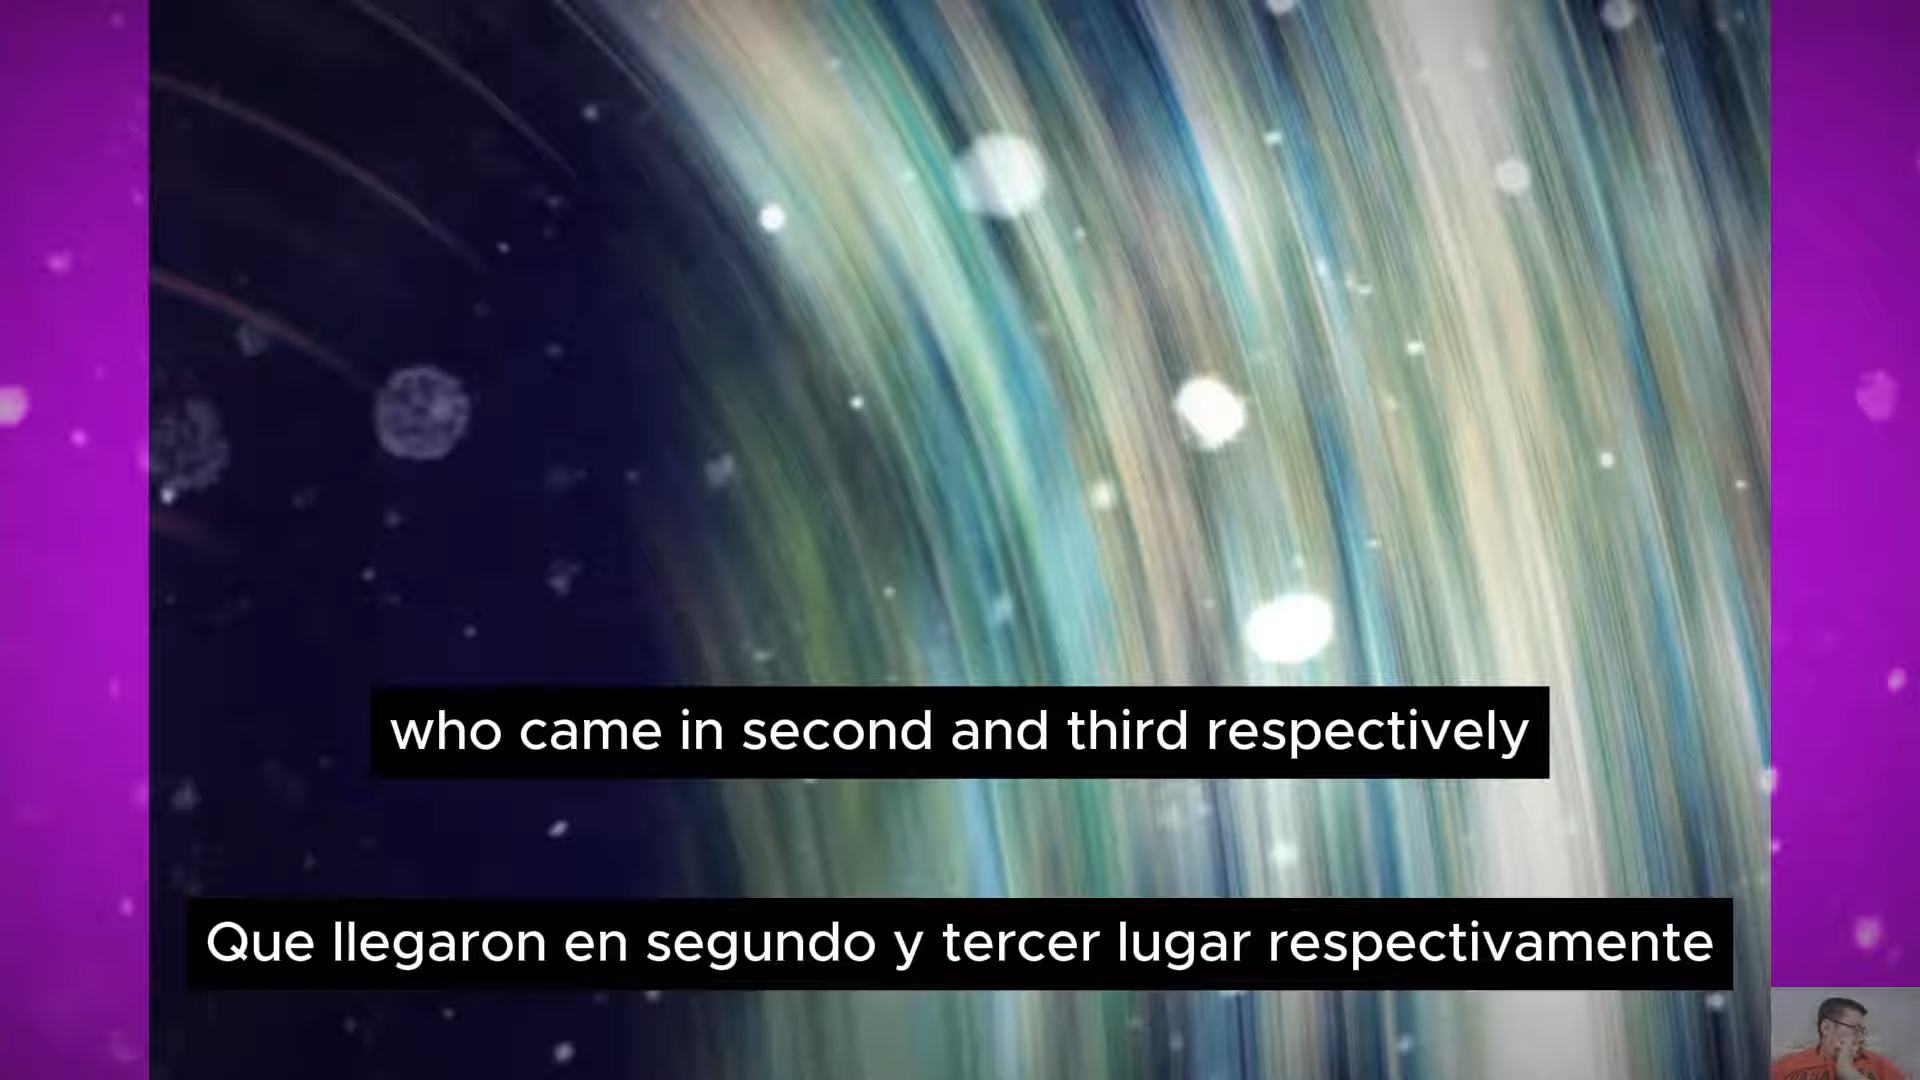 who came in second and third respectively
Que llegaron en segundo y tercer lugar respectivamente